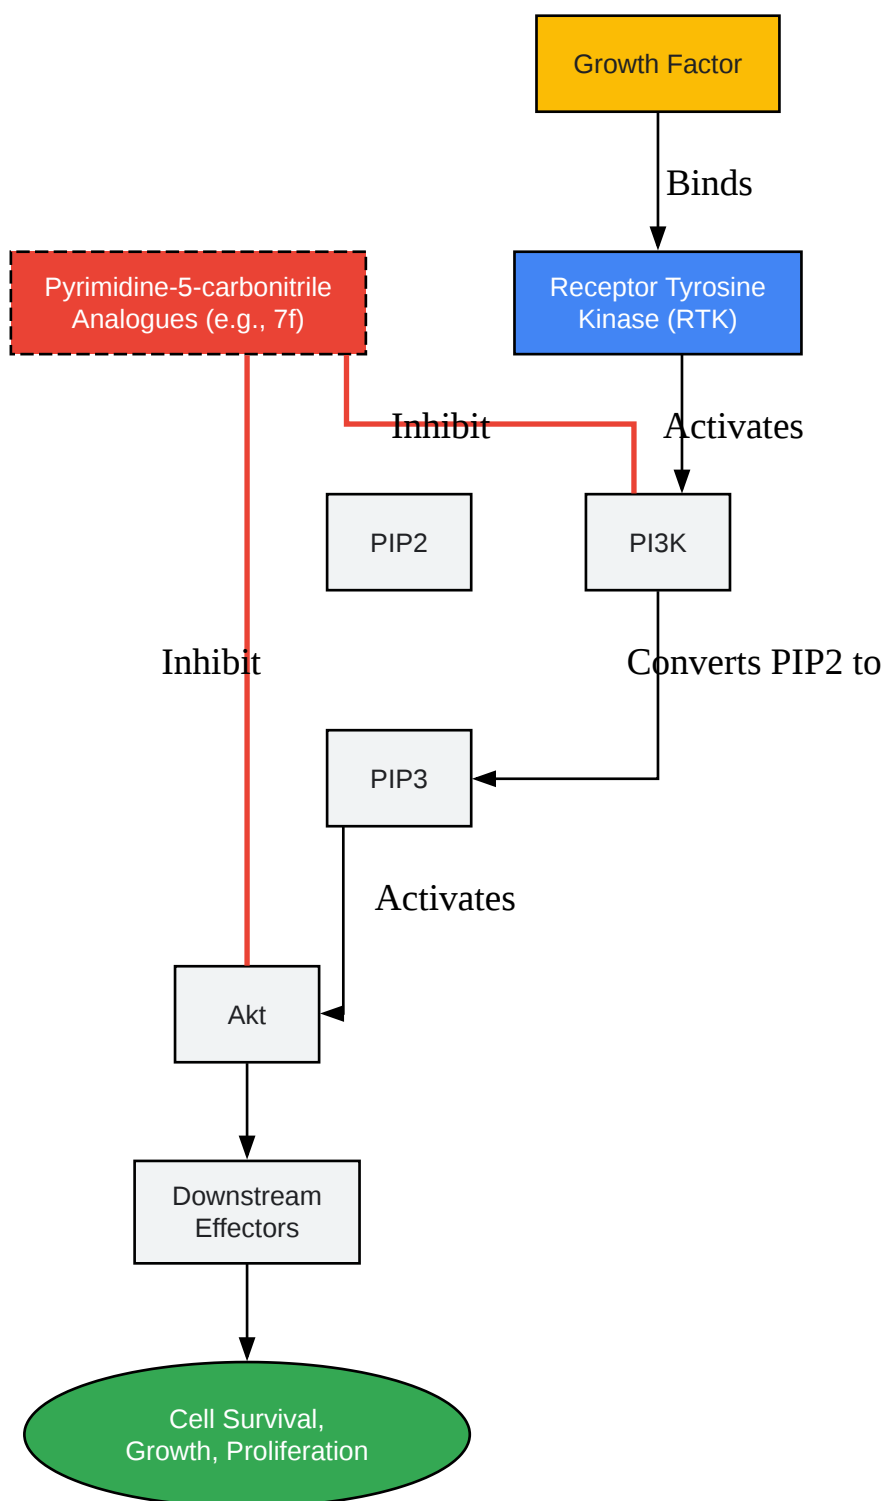 Growth Factor
Binds
Pyrimidine-5-carbonitrile
Analogues (e.g., 7f)
Receptor Tyrosine
Kinase (RTK)
Inhibit
Activates
PIP2
PI3K
Inhibit
Converts PIP2 to
PIP3
Activates
Akt
Downstream
Effectors
Cell Survival,
Growth, Proliferation